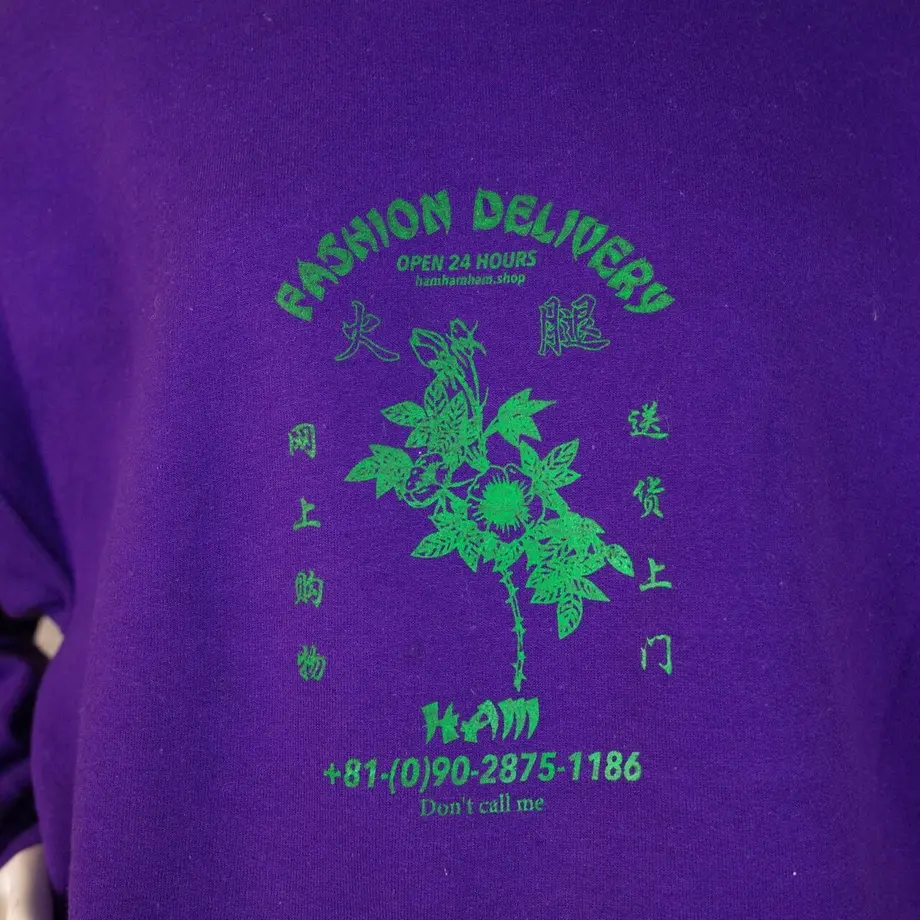 FASHION DELIVERY
OPEN 24 HOURS
hamhamham.shop
火腿
网上购物
送货上门
HAM
+81-(0)90-2875-1186
Don't call me